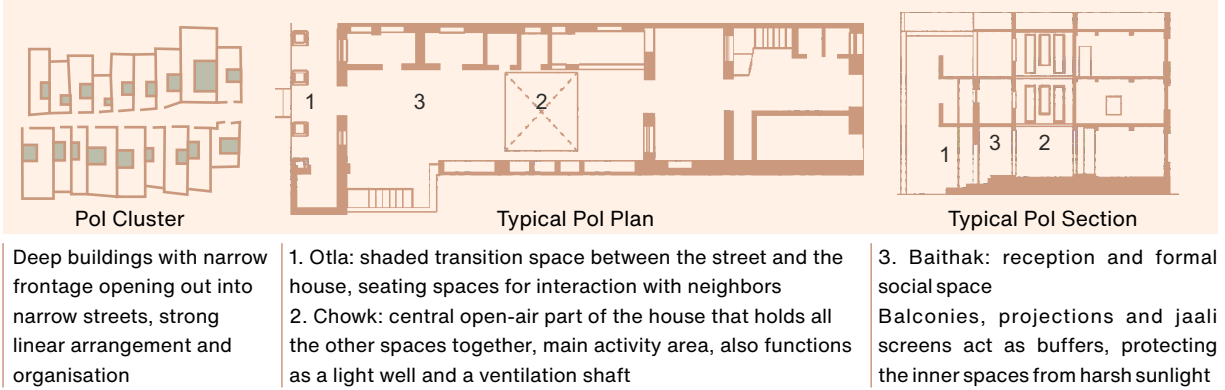 1
3
2
1
3
2
Pol Cluster
Typical Pol Plan
Typical Pol Section
Deep buildings with narrow
frontage opening out into
narrow streets, strong
linear arrangement and
organisation
1. Otla: shaded transition space between the street and the
house, seating spaces for interaction with neighbors
2. Chowk: central open-air part of the house that holds all
the other spaces together, main activity area, also functions
as a light well and a ventilation shaft
3. Baithak: reception and formal
social space
Balconies, projections and jaali
screens act as buffers, protecting
the inner spaces from harsh sunlight